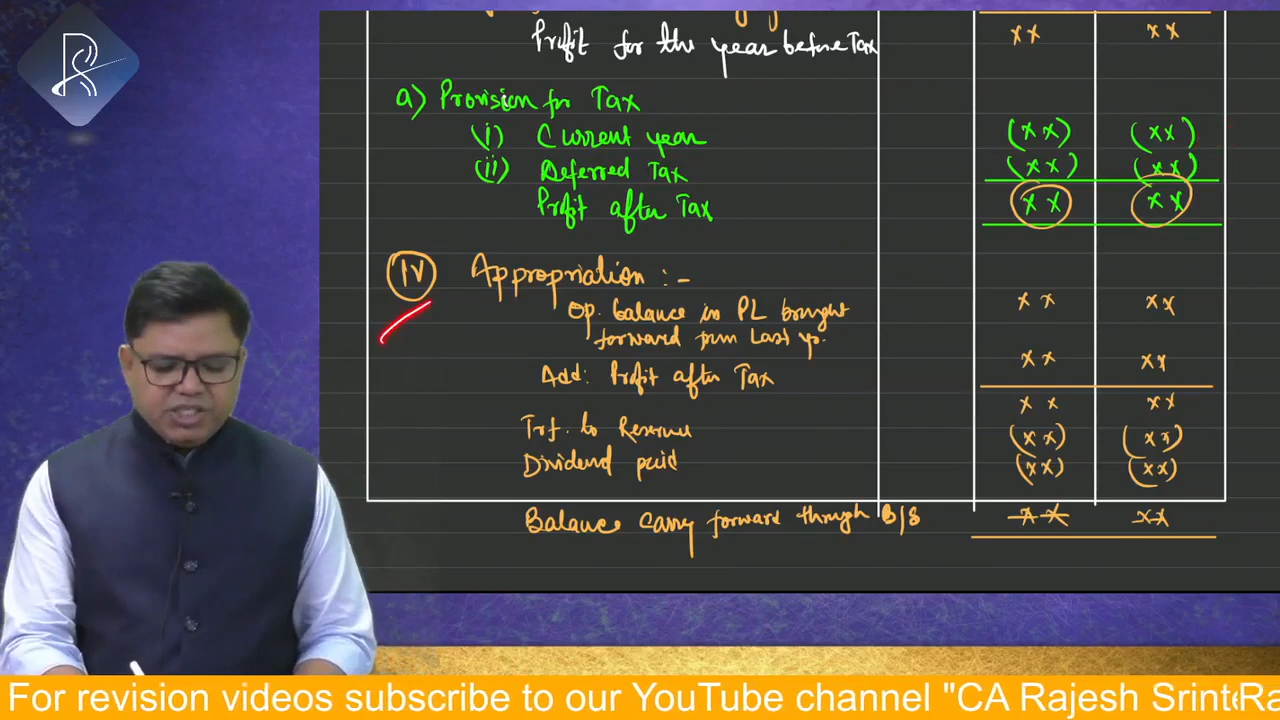 Profit for the year before Tax xx xx
a) Provision for Tax
(i) Current year (xx) (xx)
(ii) Deferred Tax (xx) (xx)
Profit after Tax xx xx
IV Appropriation :-
Op. balance in PL brought xx xx
forward from Last yr.
Add: Profit after Tax xx xx
xx xx
Trf. to Reserve (xx) (xx)
Dividend paid (xx) (xx)
Balance carry forward through B/S xx xx
For revision videos subscribe to our YouTube channel "CA Rajesh Srint Ra